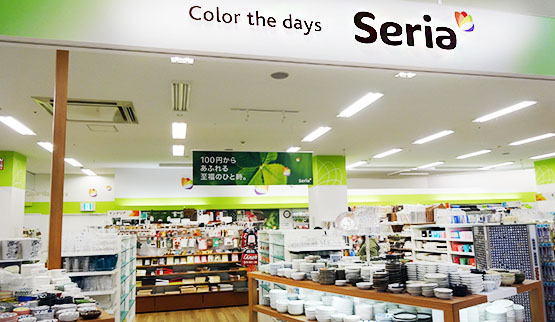 Color the days Seria
100円から
あふれる
至福のひと時。
Seria